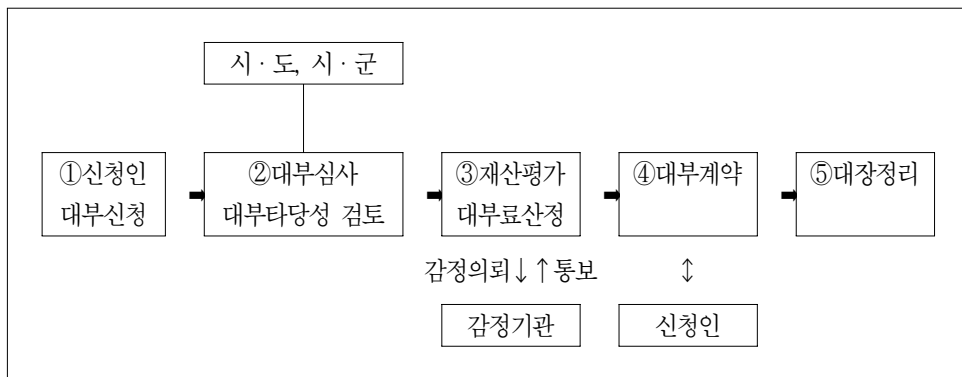 시·도, 시·군
①신청인
대부신청
②대부심사
대부타당성 검토
③재산평가
대부료산정
④대부계약
⑤대장정리
감정의뢰↓↑통보
↕
감정기관
신청인